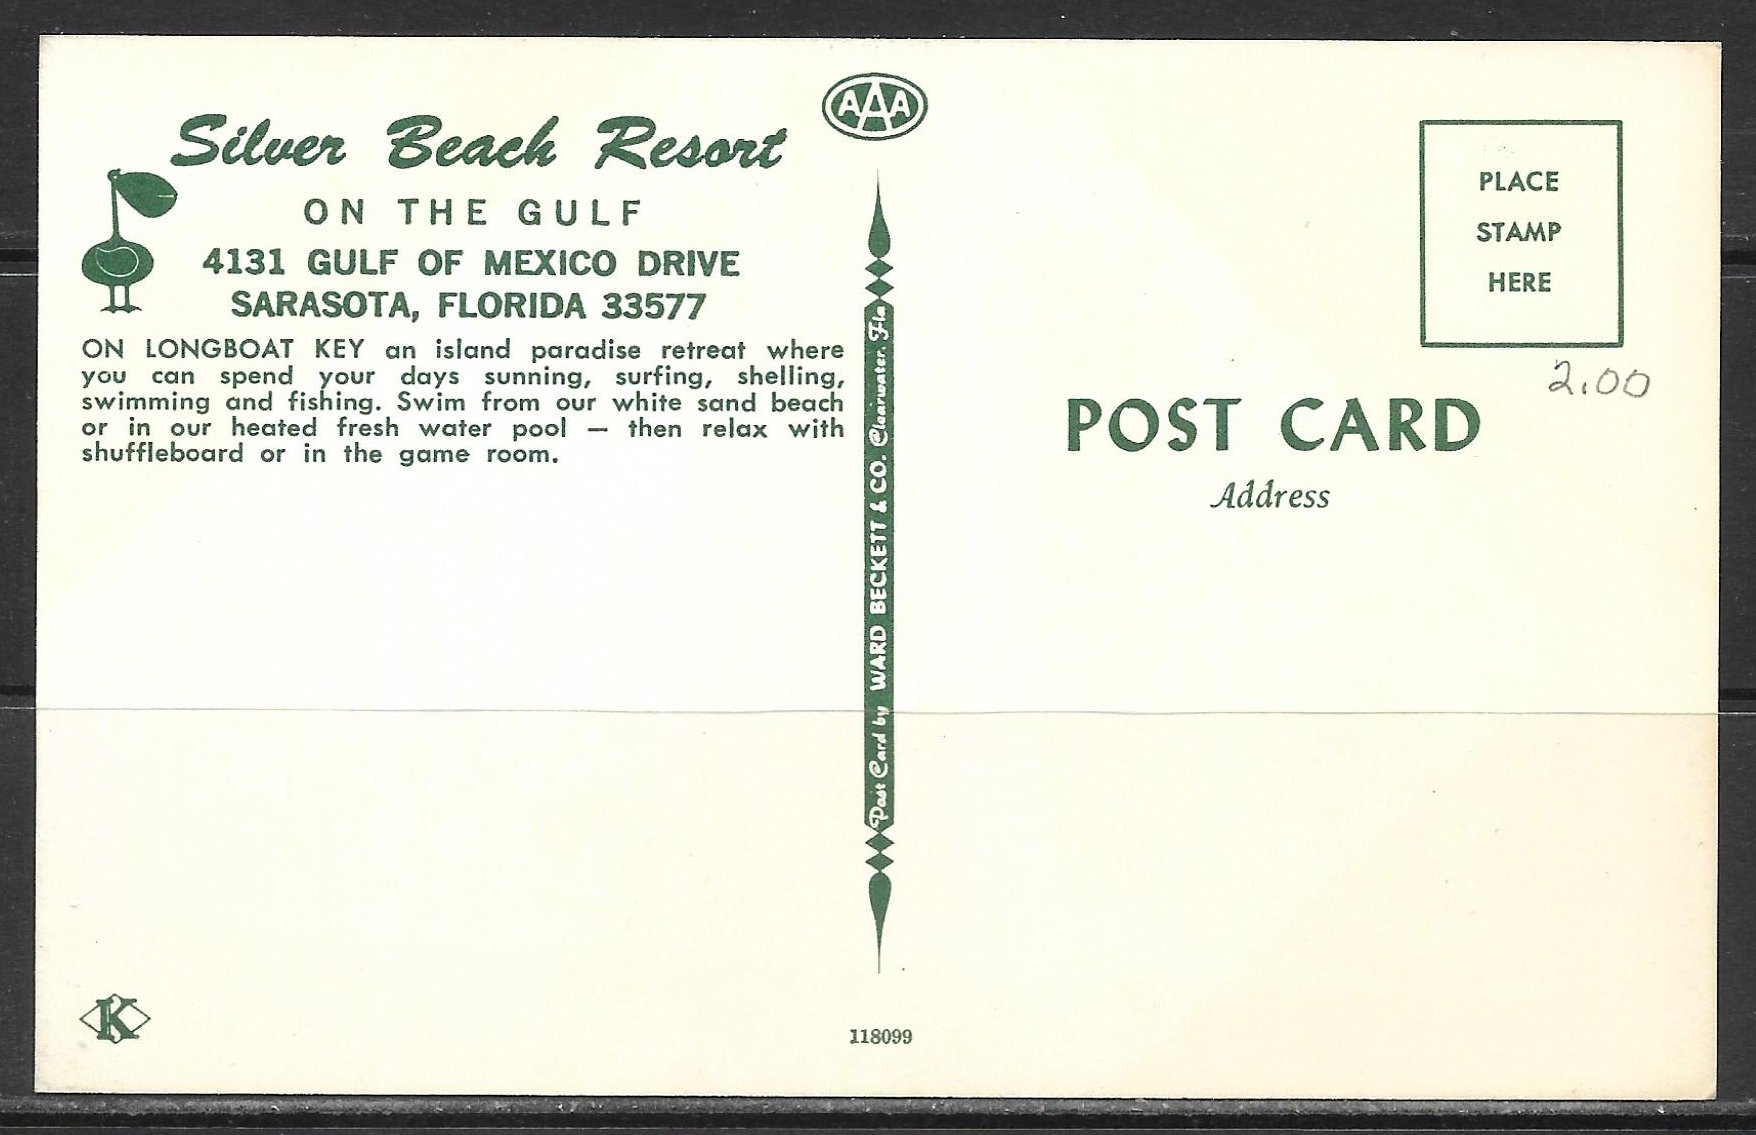 Silver Beach Resort
ON THE GULF
4131 GULF OF MEXICO DRIVE
SARASOTA, FLORIDA 33577
ON LONGBOAT KEY an island paradise retreat where
you can spend your days sunning, surfing, shelling,
swimming and fishing. Swim from our white sand beach
or in our heated fresh water pool — then relax with
shuffleboard or in the game room.
K
AAA
Post Card by WARD BECKETT & CO. Clearwater, Fla
118099
PLACE
STAMP
HERE
2.00
POST CARD
Address